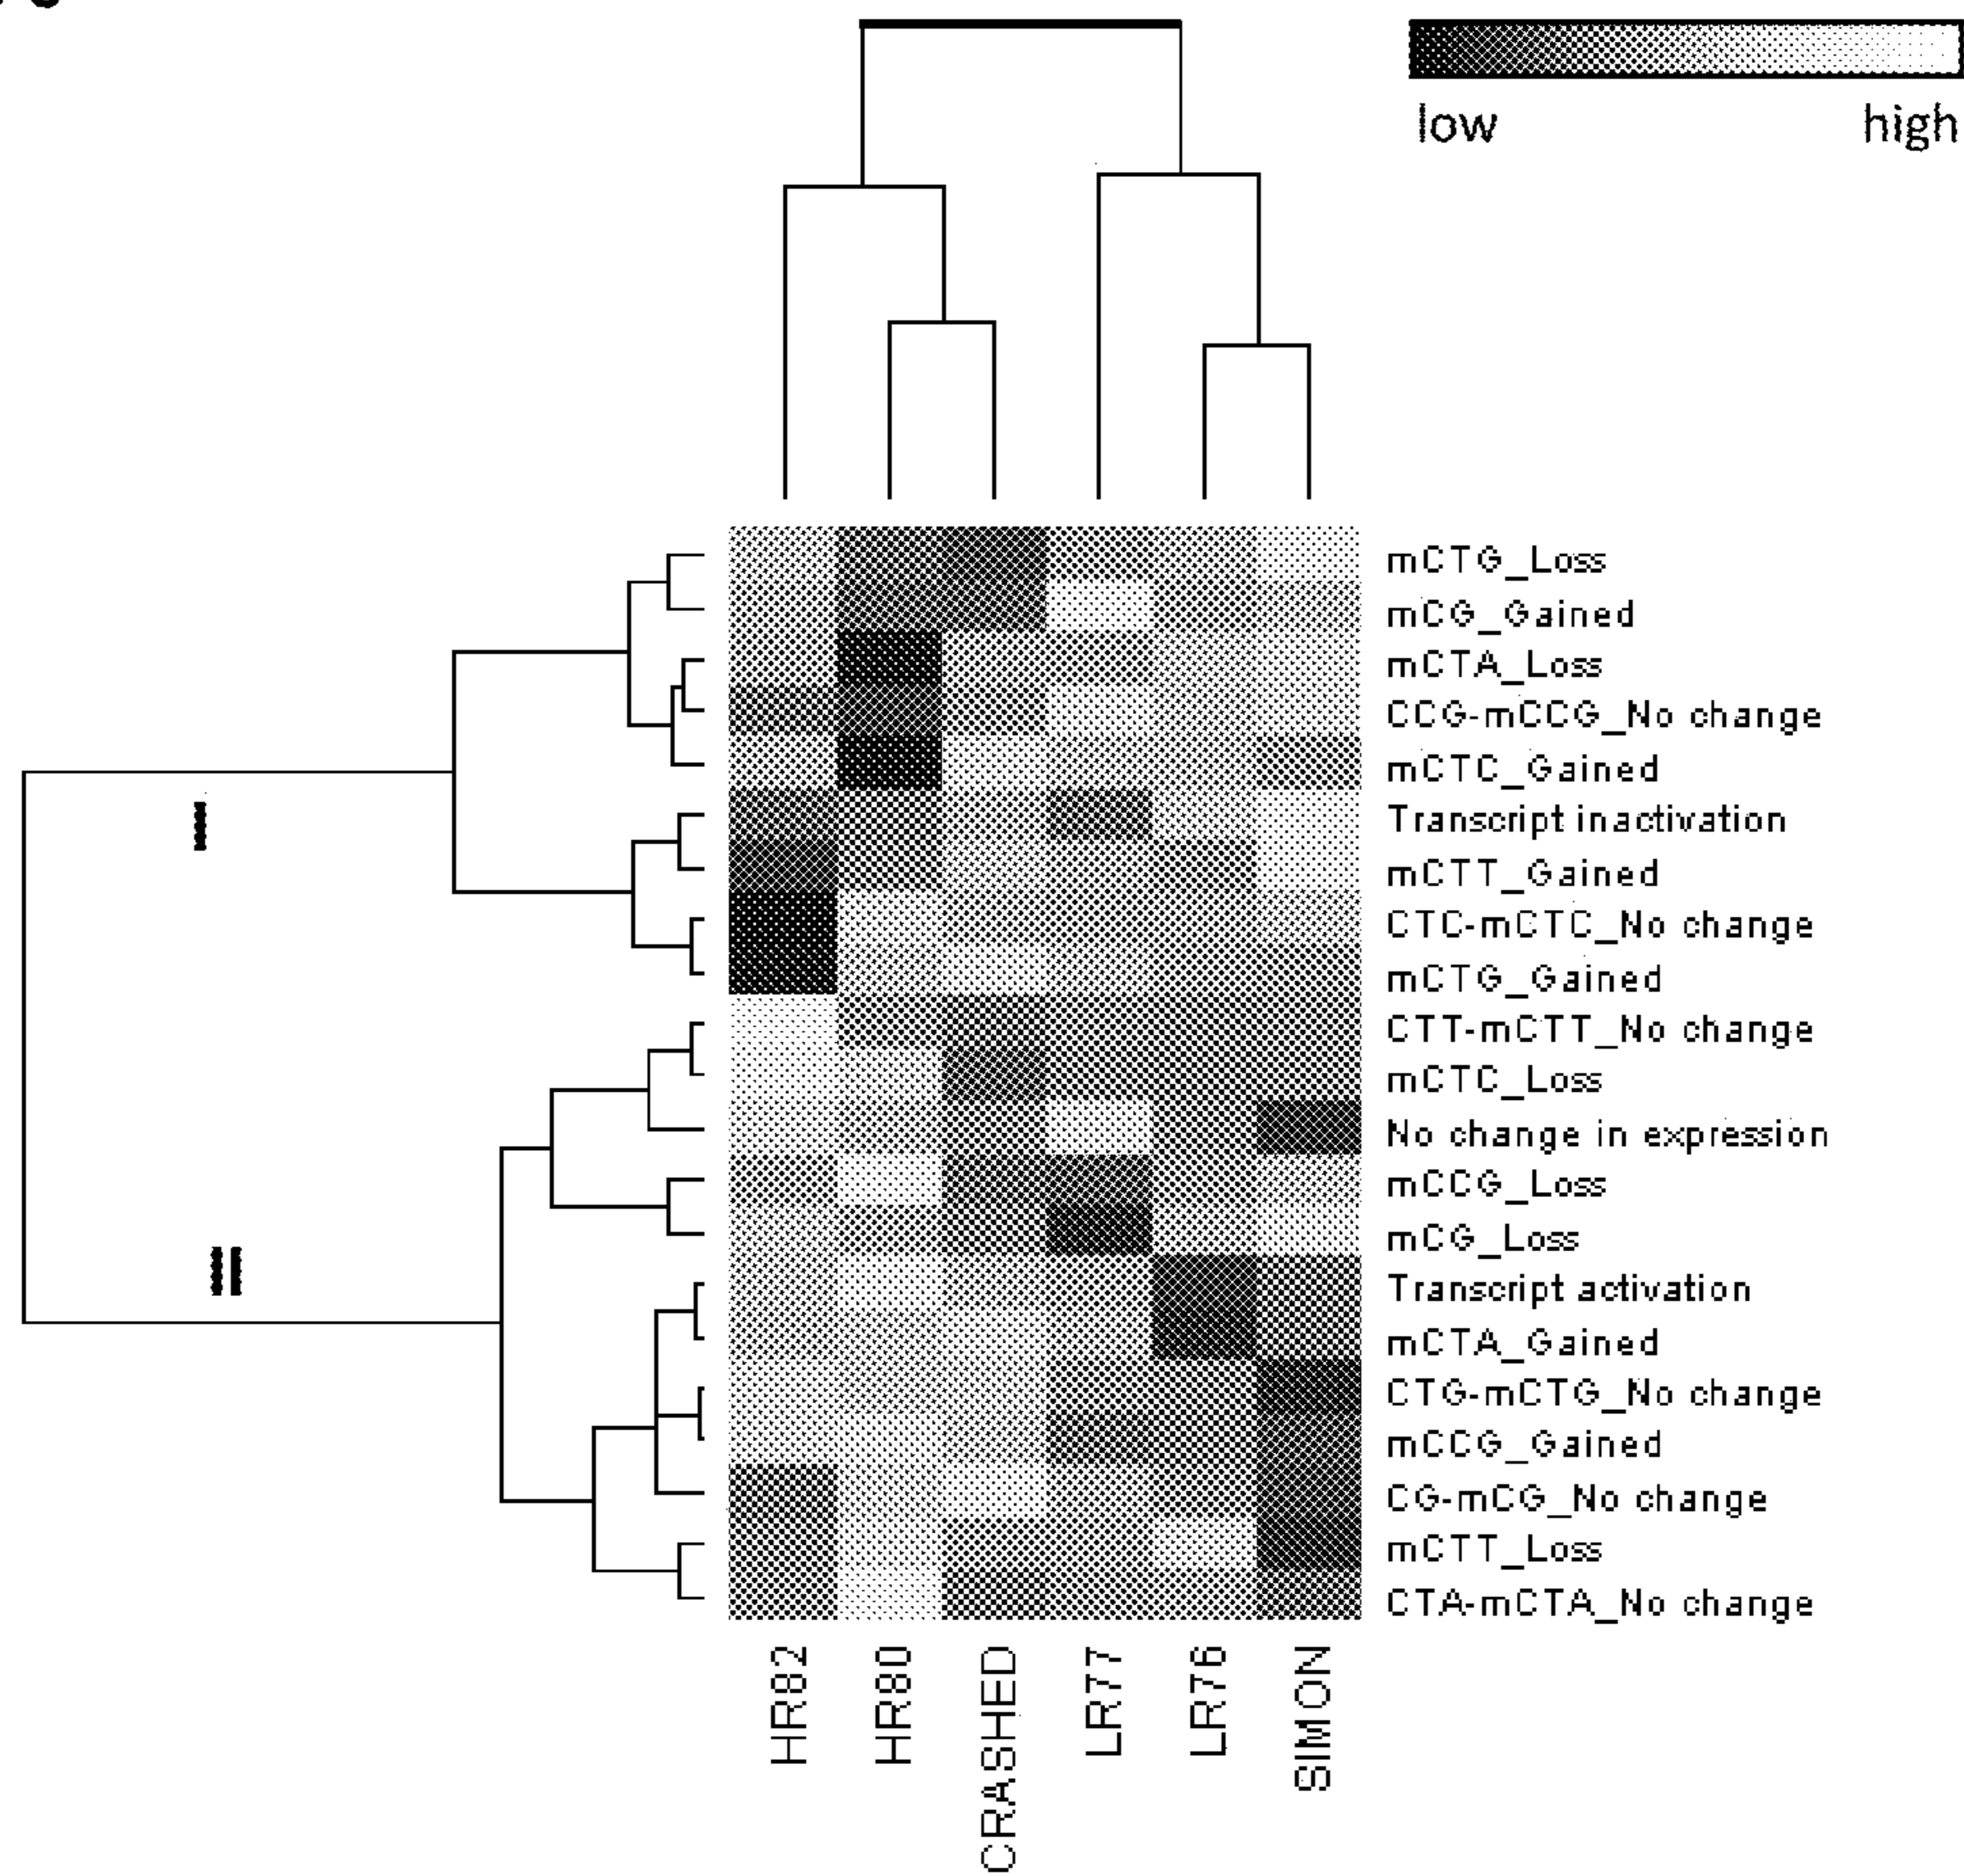 low high
mCTG_Loss
mCG_Gained
mCTA_Loss
CCG-mCCG_No change
mCTC_Gained
I
Transcript inactivation
mCTT_Gained
CTC-mCTC_No change
mCTG_Gained
CTT-mCTT_No change
mCTC_Loss
No change in expression
mCCG_Loss
mCG_Loss
II
Transcript activation
mCTA_Gained
CTG-mCTG_No change
mCCG_Gained
CG-mCG_No change
mCTT_Loss
CTA-mCTA_No change
HR82
HR80
CRASHED
LR77
LR76
SIMON